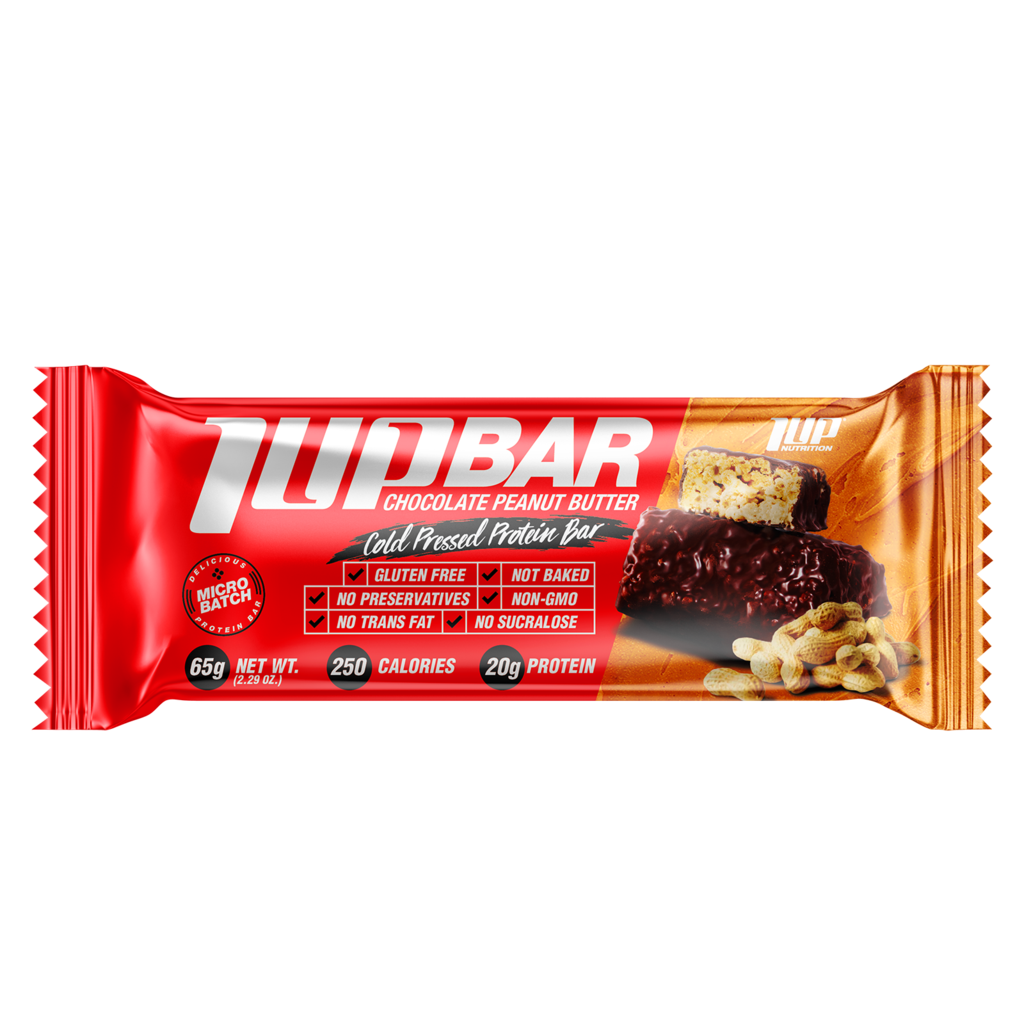 1UPBAR
CHOCOLATE PEANUT BUTTER
Cold Pressed Protein Bar
GLUTEN FREE NOT BAKED
NO PRESERVATIVES NON-GMO
NO TRANS FAT NO SUCRALOSE
DELICIOUS
MICRO
BATCH
PROTEIN BAR
65g NET WT.
(2.29 OZ.)
250 CALORIES
20g PROTEIN
1UP
NUTRITION